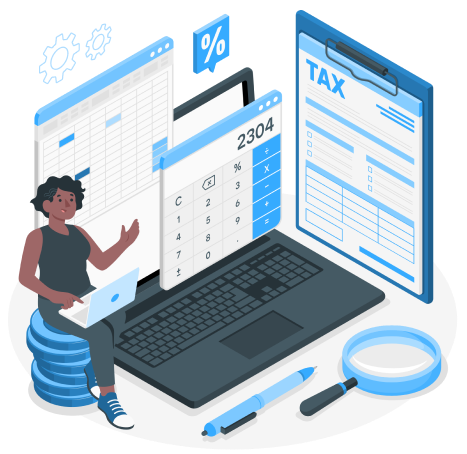 %
TAX
2304
C % ÷
1 2 3 X
4 5 6 −
7 8 9 +
± 0 . =